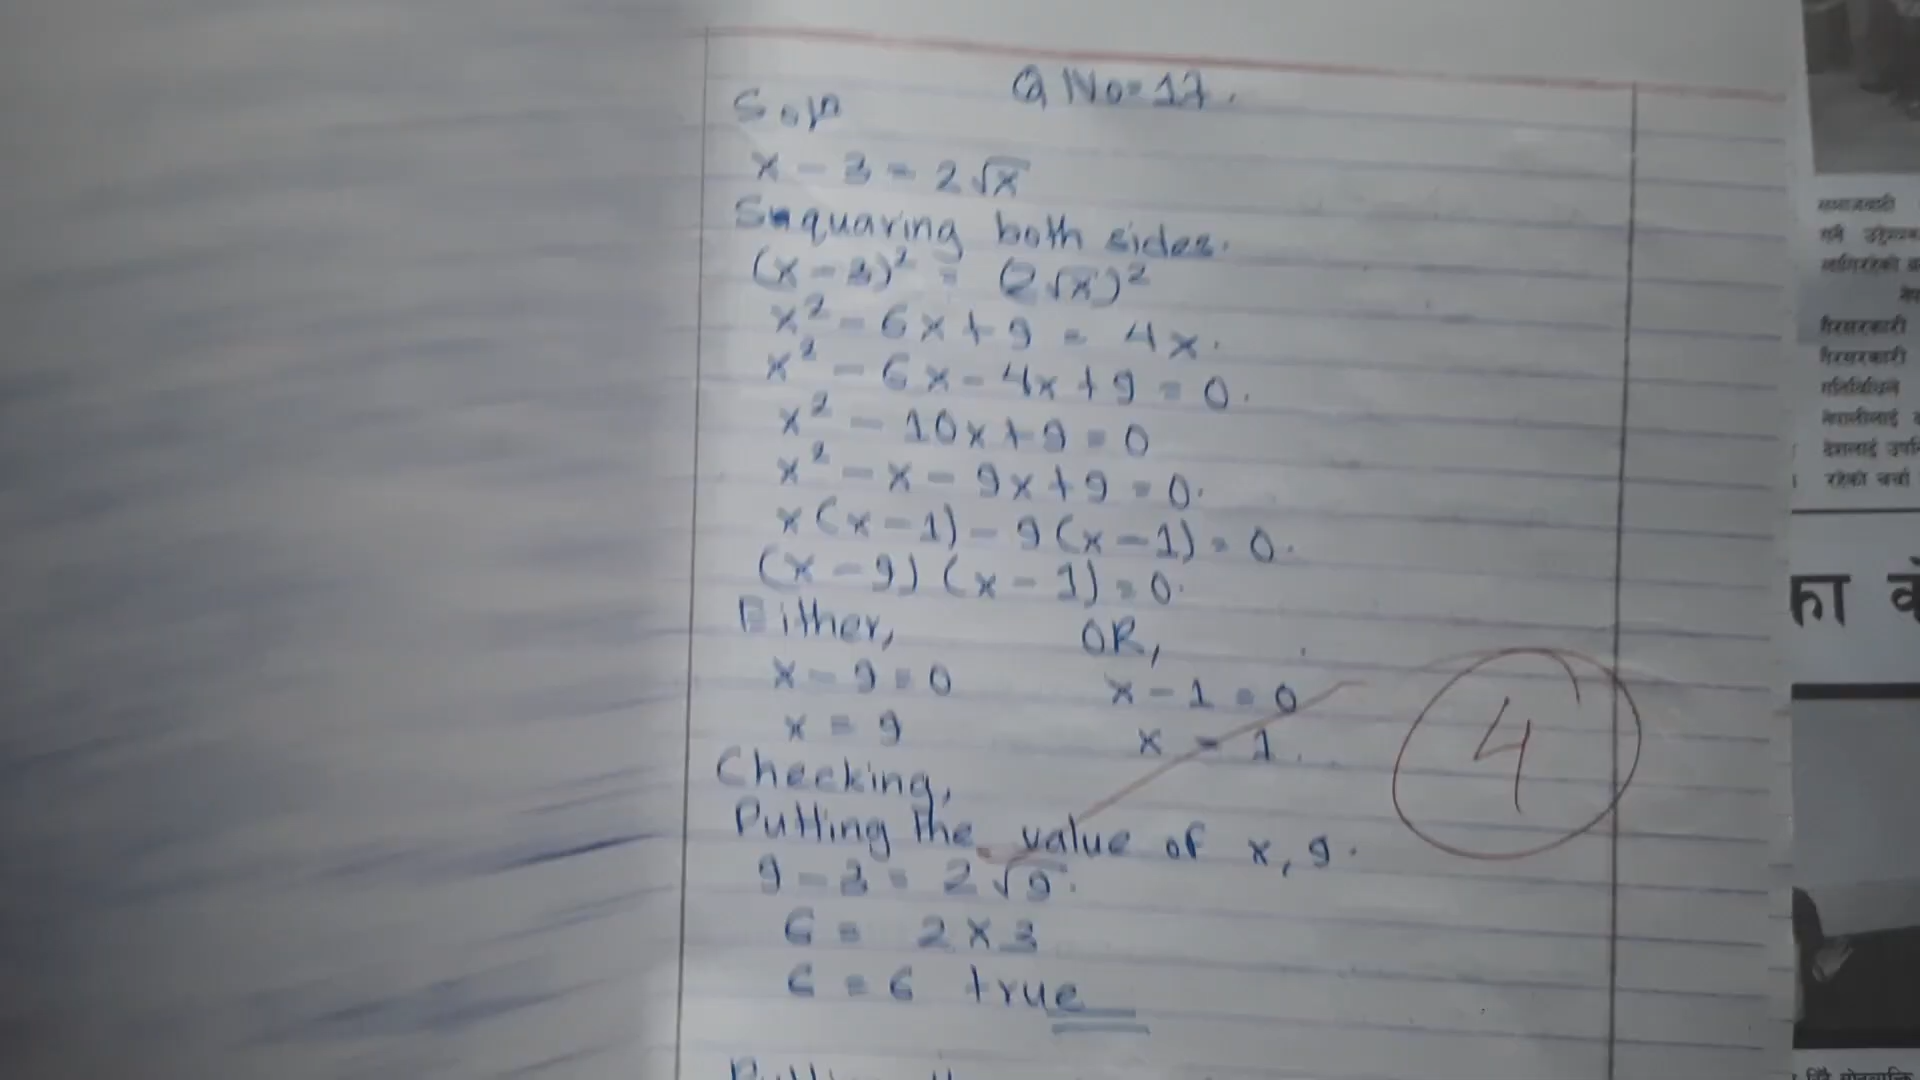 Q No = 17.
Soln
x - 3 = 2√x
Squaring both sides.
(x - 3)² = (2√x)²
x² - 6x + 9 = 4x.
x² - 6x - 4x + 9 = 0.
x² - 10x + 9 = 0
x² - x - 9x + 9 = 0.
x(x - 1) - 9(x - 1) = 0.
(x - 9) (x - 1) = 0.
Either, OR,
x - 9 = 0 x - 1 = 0
x = 9 x = 1.
4
Checking,
Putting the value of x, 9.
9 - 3 = 2√9.
6 = 2 × 3
6 = 6 true
गैरसरकारी
गैरसरकारी
का